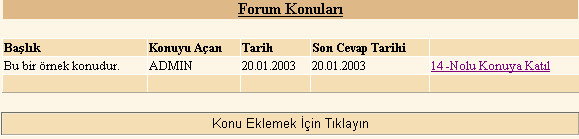 Forum Konuları
Başlık Konuyu Açan Tarih Son Cevap Tarihi
Bu bir örnek konudur. ADMIN 20.01.2003 20.01.2003 14 -Nolu Konuya Katıl
Konu Eklemek İçin Tıklayın